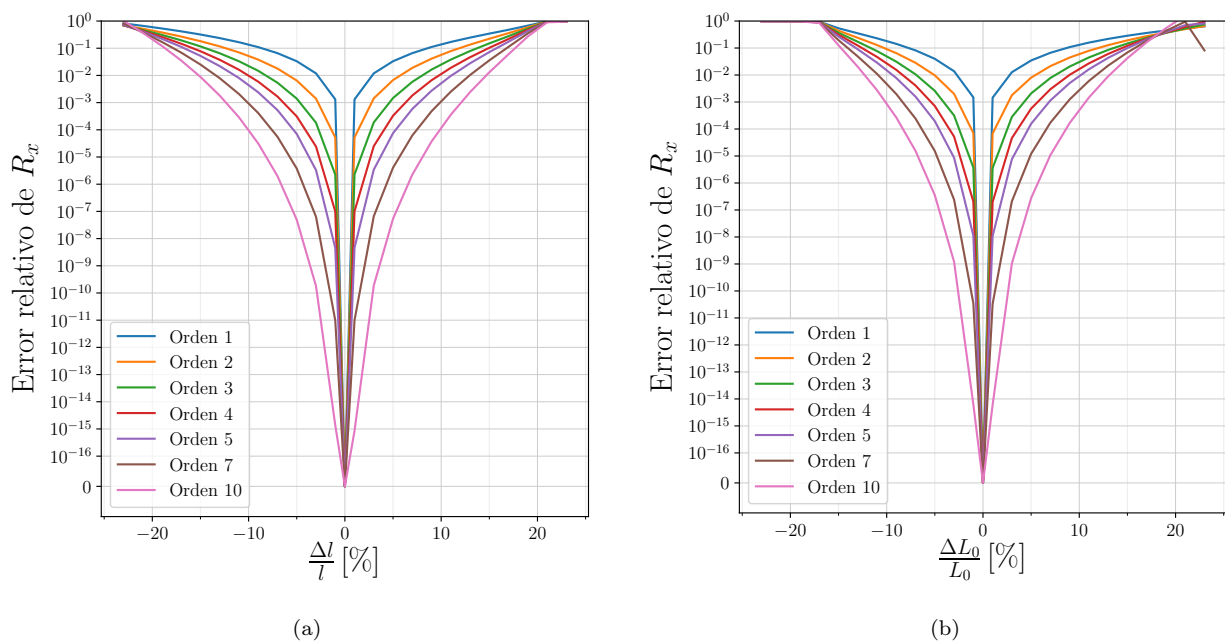 10^0
10^{-1}
10^{-2}
10^{-3}
10^{-4}
10^{-5}
10^{-6}
10^{-7}
10^{-8}
10^{-9}
10^{-10}
10^{-11}
10^{-12}
10^{-13}
10^{-14}
10^{-15}
10^{-16}
0
Error relativo de R_x
Orden 1
Orden 2
Orden 3
Orden 4
Orden 5
Orden 7
Orden 10
−20 −10 0 10 20
\frac{Δl}{l} [%]
(a)
10^0
10^{-1}
10^{-2}
10^{-3}
10^{-4}
10^{-5}
10^{-6}
10^{-7}
10^{-8}
10^{-9}
10^{-10}
10^{-11}
10^{-12}
10^{-13}
10^{-14}
10^{-15}
10^{-16}
0
Error relativo de R_x
Orden 1
Orden 2
Orden 3
Orden 4
Orden 5
Orden 7
Orden 10
−20 −10 0 10 20
\frac{ΔL_0}{L_0} [%]
(b)